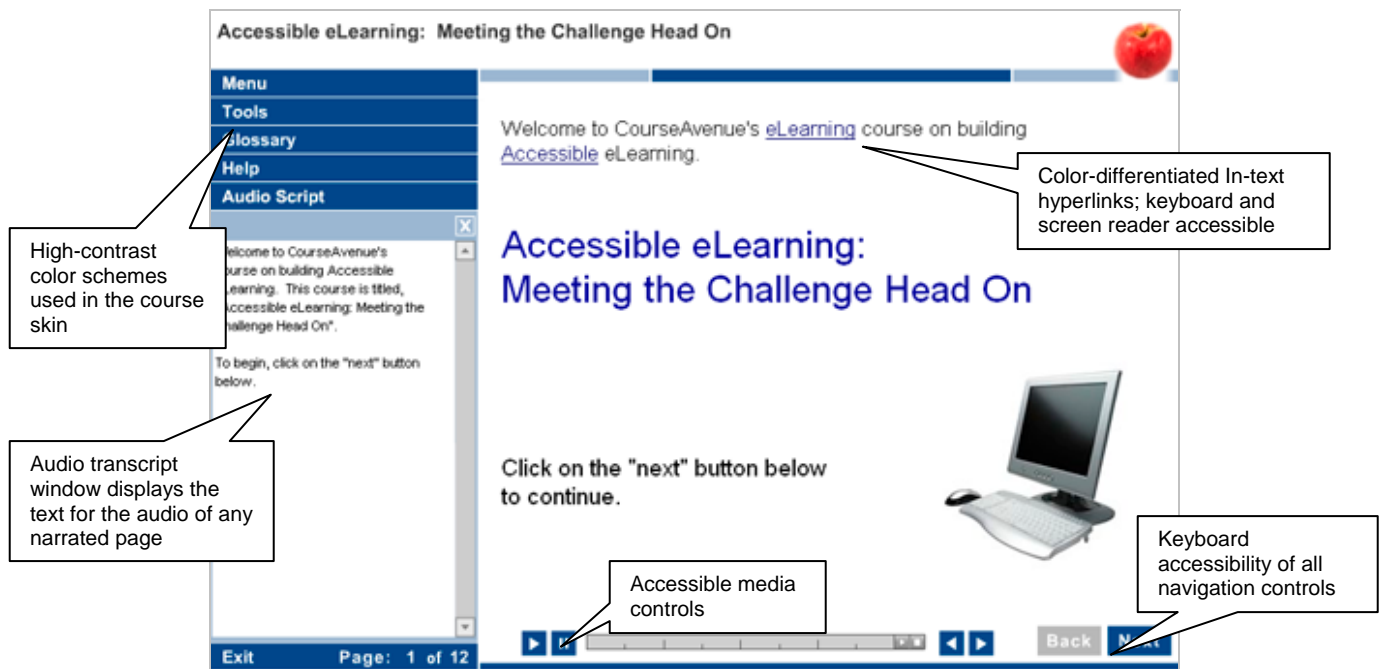 Accessible eLearning: Meeting the Challenge Head On
Menu
Tools
Glossary
Help
Audio Script
X
Welcome to CourseAvenue's
course on building Accessible
eLearning. This course is titled,
"Accessible eLearning: Meeting the
Challenge Head On".
To begin, click on the "next" button
below.
Exit Page: 1 of 12
Welcome to CourseAvenue's eLearning course on building
Accessible eLearning.
Accessible eLearning:
Meeting the Challenge Head On
Click on the "next" button below
to continue.
Back Next
High-contrast
color schemes
used in the course
skin
Audio transcript
window displays the
text for the audio of any
narrated page
Accessible media
controls
Color-differentiated In-text
hyperlinks; keyboard and
screen reader accessible
Keyboard
accessibility of all
navigation controls